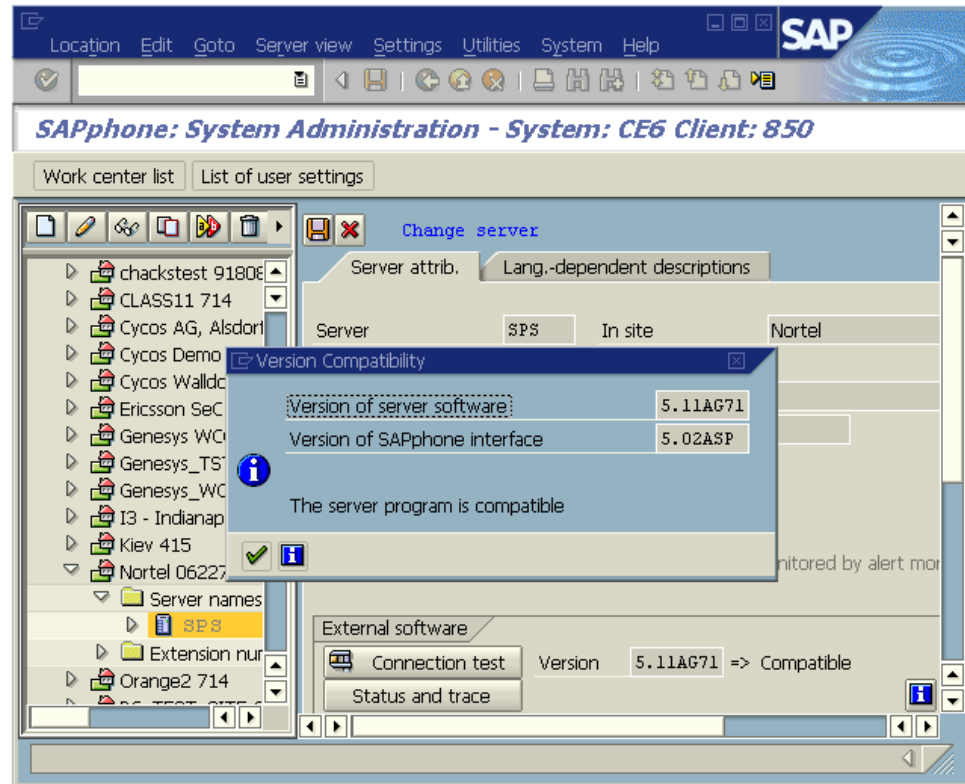 Location Edit Goto Server view Settings Utilities System Help
SAP
SAPphone: System Administration - System: CE6 Client: 850
Work center list List of user settings
Change server
Server attrib. Lang.-dependent descriptions
chackstest 91808
CLASS11 714
Cycos AG, Alsdorf
Cycos Demo
Cycos Walldo
Ericsson SeC
Genesys WC
Genesys_TS
Genesys_WC
I3 - Indianap
Kiev 415
Nortel 06227
Server names
SPS
Extension nur
Orange2 714
Server SPS In site Nortel
Version Compatibility
Version of server software 5.11AG71
Version of SAPphone interface 5.02ASP
The server program is compatible
nitored by alert mor
External software
Connection test Version 5.11AG71 => Compatible
Status and trace